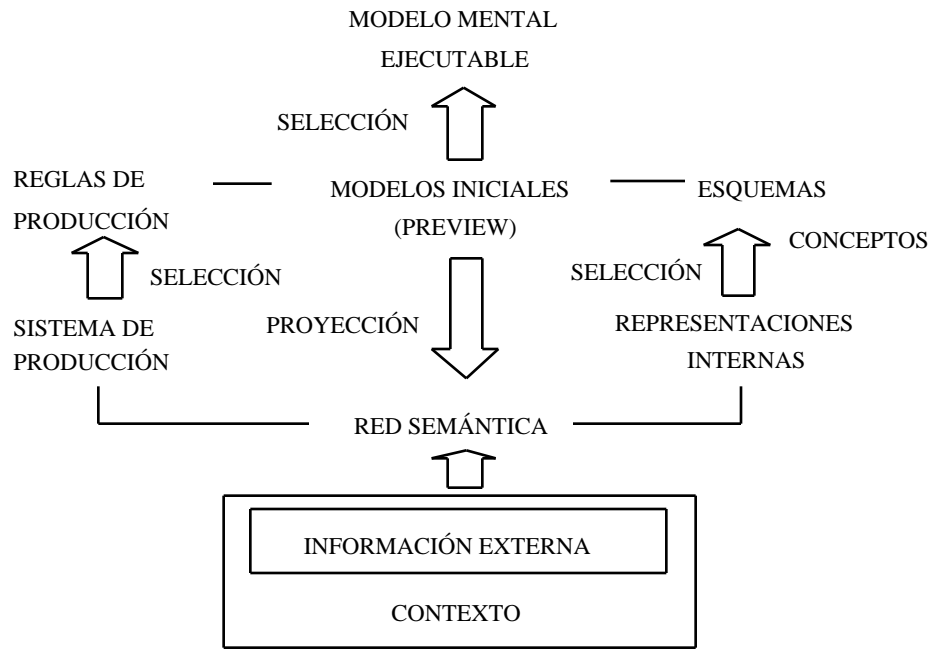 MODELO MENTAL
EJECUTABLE
SELECCIÓN
REGLAS DE
PRODUCCIÓN
MODELOS INICIALES
(PREVIEW)
ESQUEMAS
CONCEPTOS
SELECCIÓN
SELECCIÓN
PROYECCIÓN
SISTEMA DE
PRODUCCIÓN
REPRESENTACIONES
INTERNAS
RED SEMÁNTICA
INFORMACIÓN EXTERNA
CONTEXTO